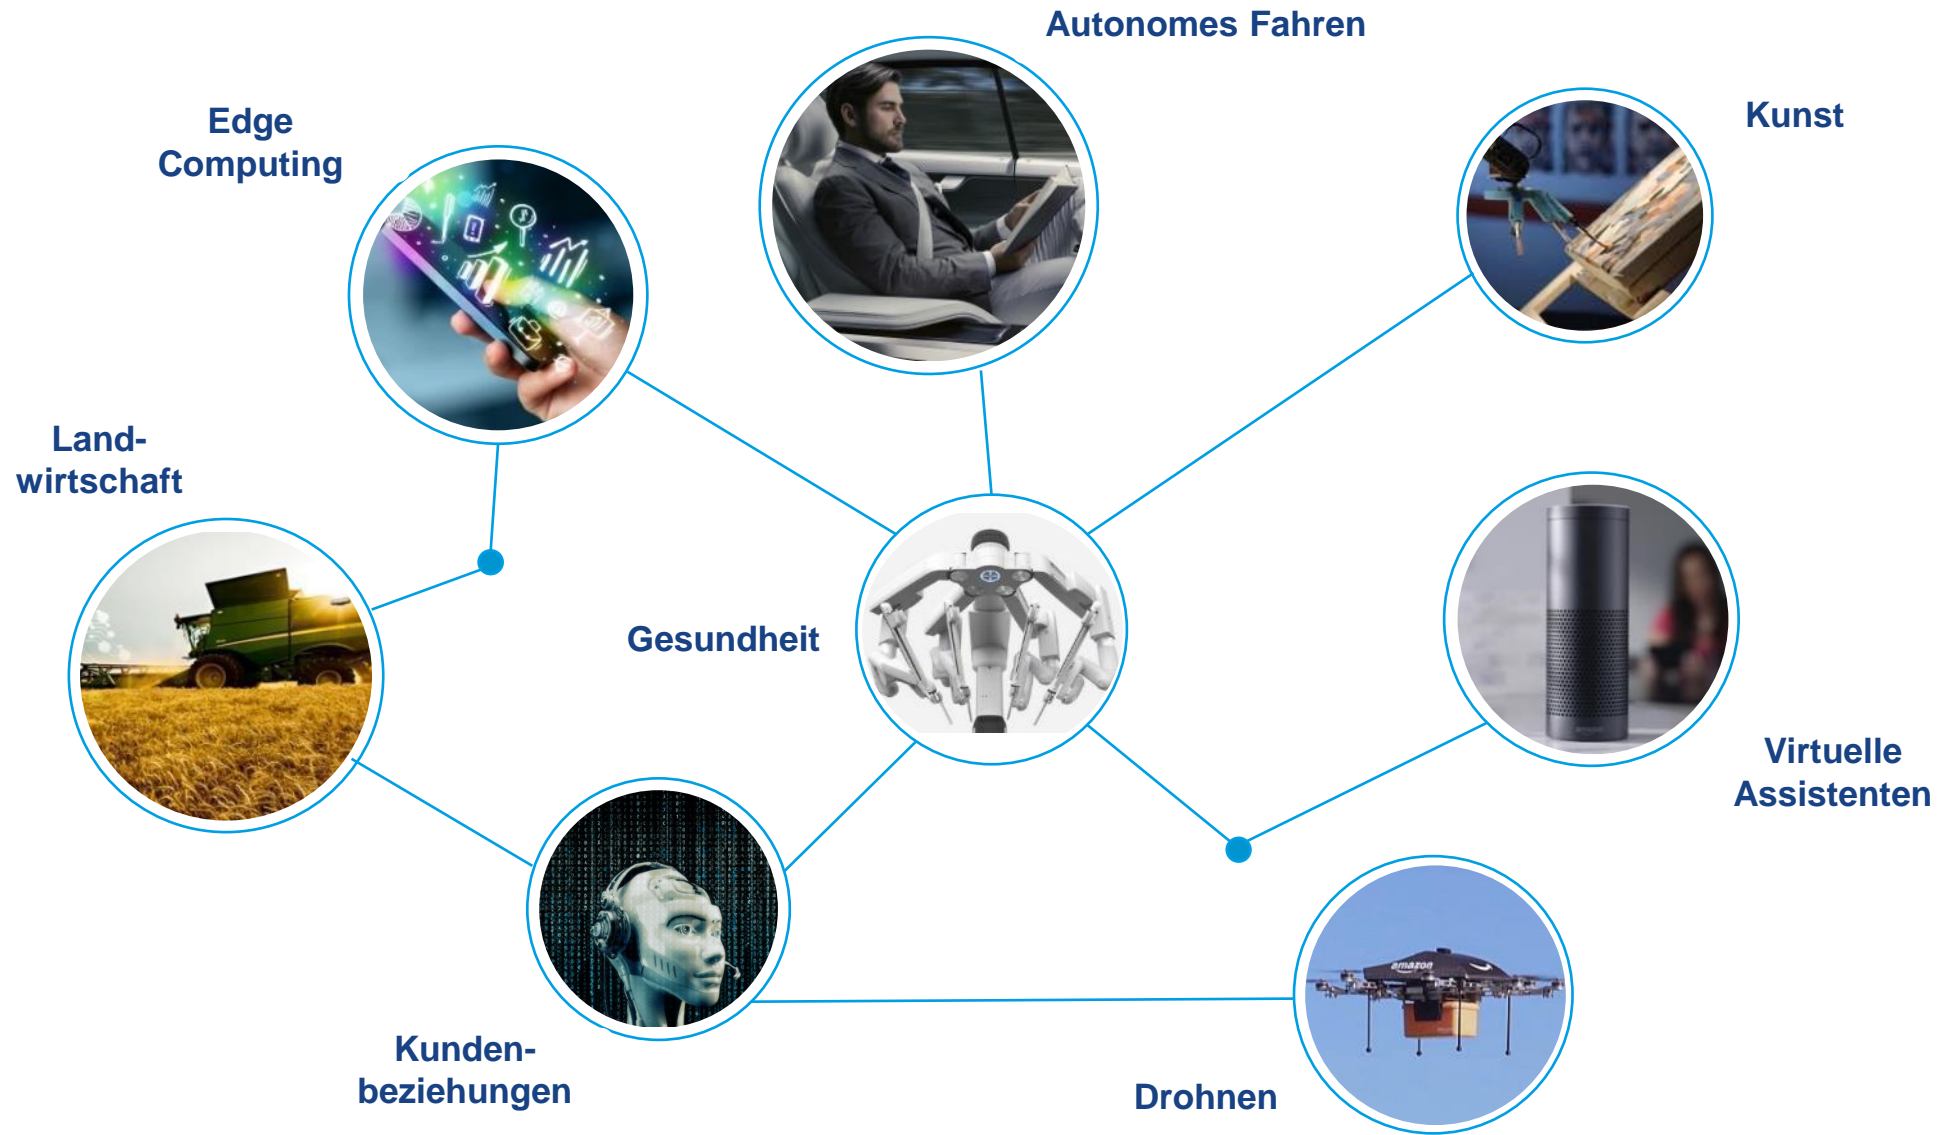 Autonomes Fahren
Edge
Computing
Kunst
Land-
wirtschaft
Gesundheit
Virtuelle
Assistenten
amazon
Kunden-
beziehungen
Drohnen